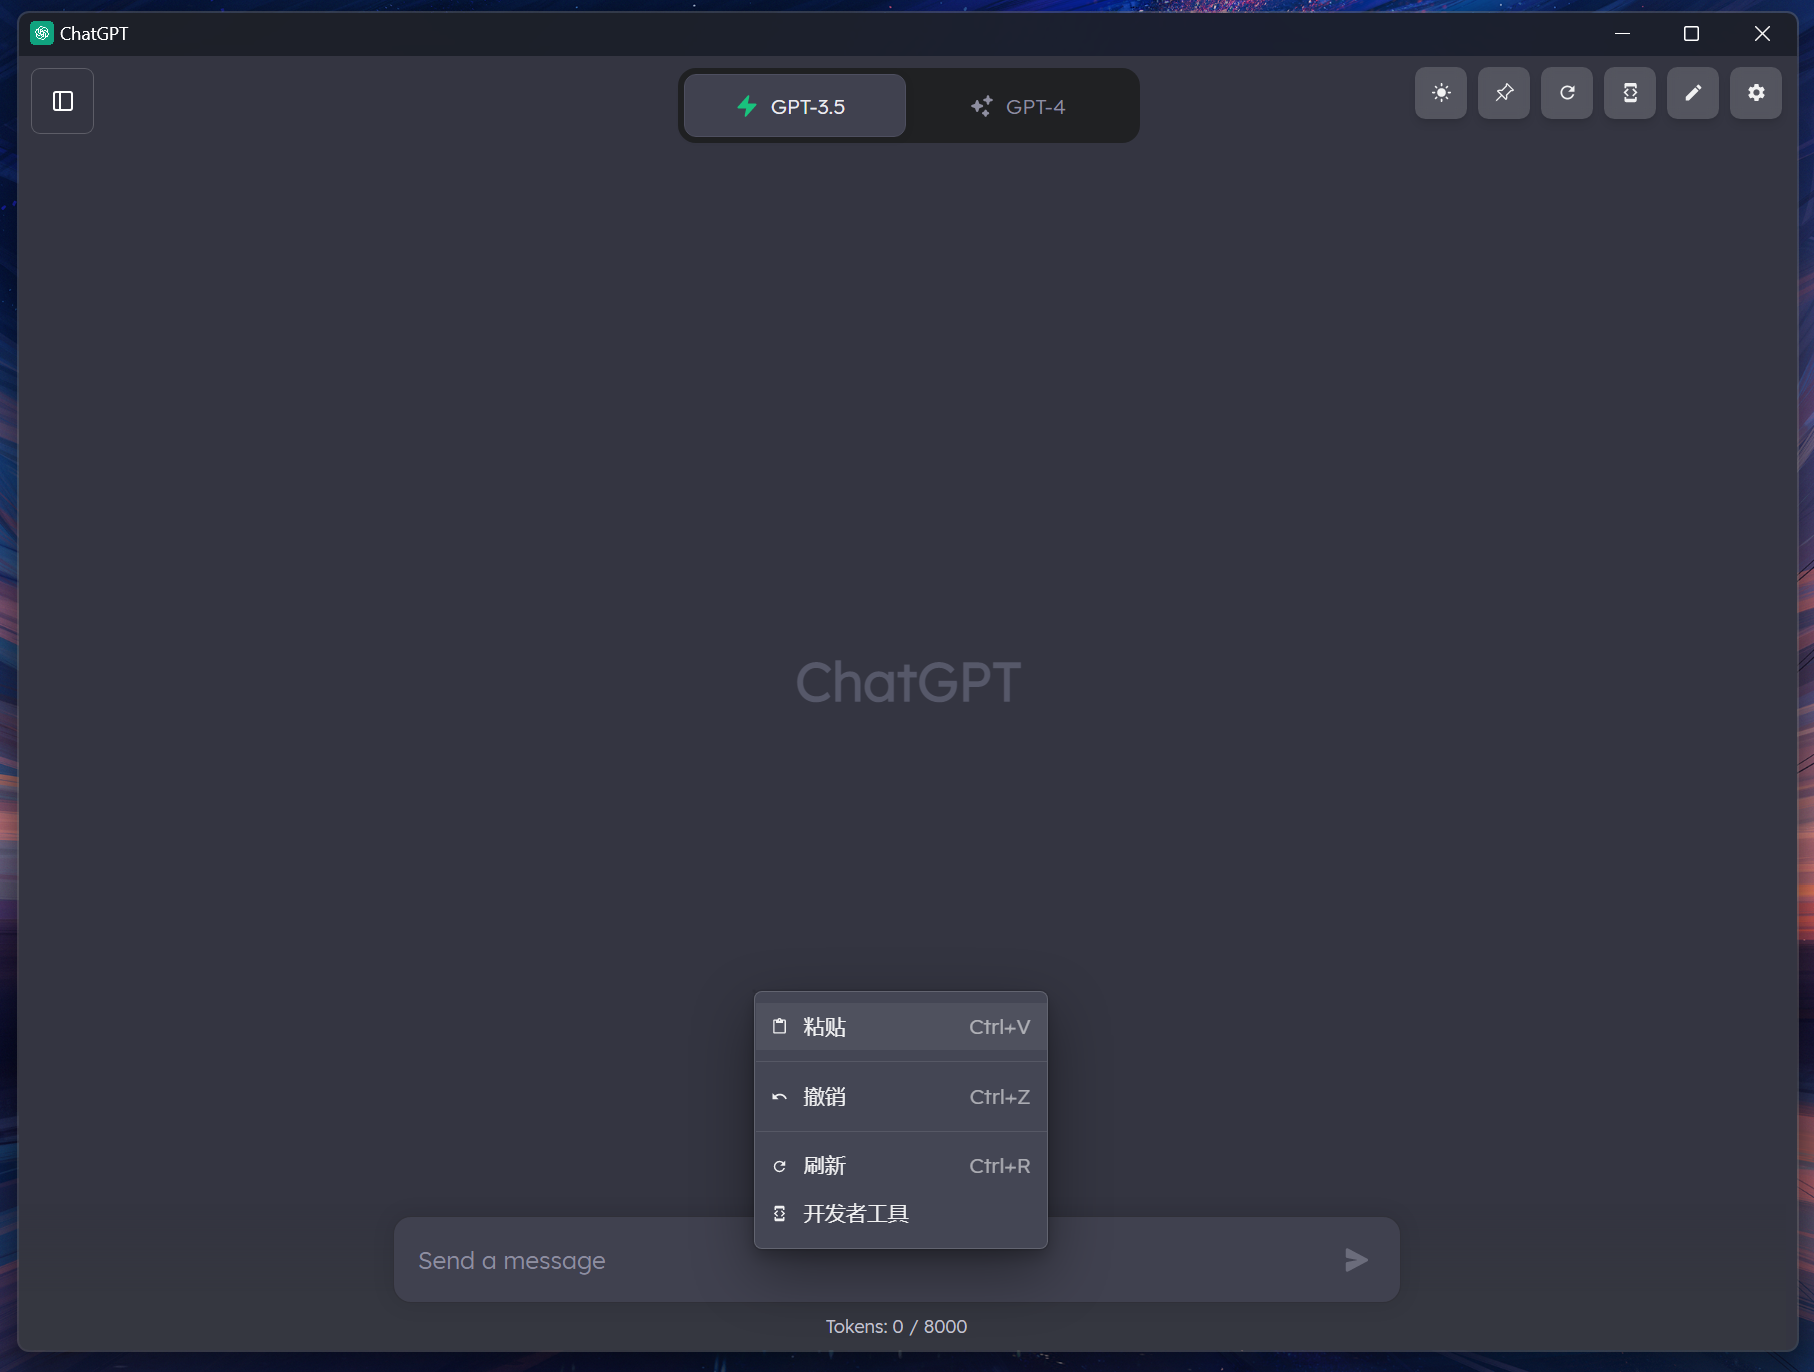 ChatGPT
GPT-3.5
GPT-4
ChatGPT
粘贴 Ctrl+V
撤销 Ctrl+Z
刷新 Ctrl+R
开发者工具
Send a message
Tokens: 0 / 8000